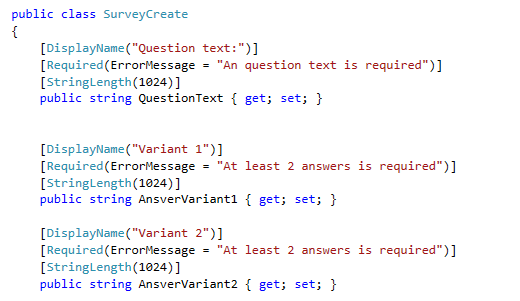 public class SurveyCreate
{
    [DisplayName("Question text:")]
    [Required(ErrorMessage = "An question text is required")]
    [StringLength(1024)]
    public string QuestionText { get; set; }
    [DisplayName("Variant 1")]
    [Required(ErrorMessage = "At least 2 answers is required")]
    [StringLength(1024)]
    public string AnsverVariant1 { get; set; }
    [DisplayName("Variant 2")]
    [Required(ErrorMessage = "At least 2 answers is required")]
    [StringLength(1024)]
    public string AnsverVariant2 { get; set; }